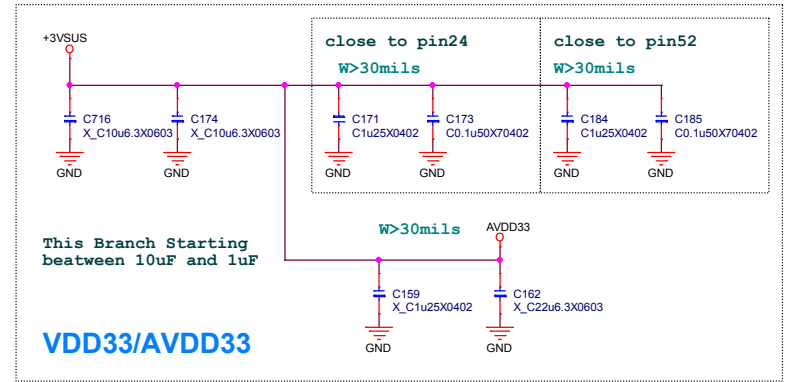 +3VSUS
close to pin24
close to pin52
W>30mils
W>30mils
C716
X_C10u6.3X0603
C174
X_C10u6.3X0603
C171
C1u25X0402
C173
C0.1u50X70402
C184
C1u25X0402
C185
C0.1u50X70402
GND
GND
GND
GND
GND
GND
This Branch Starting
beatween 10uF and 1uF
W>30mils
AVDD33
C159
X_C1u25X0402
C162
X_C22u6.3X0603
GND
GND
VDD33/AVDD33